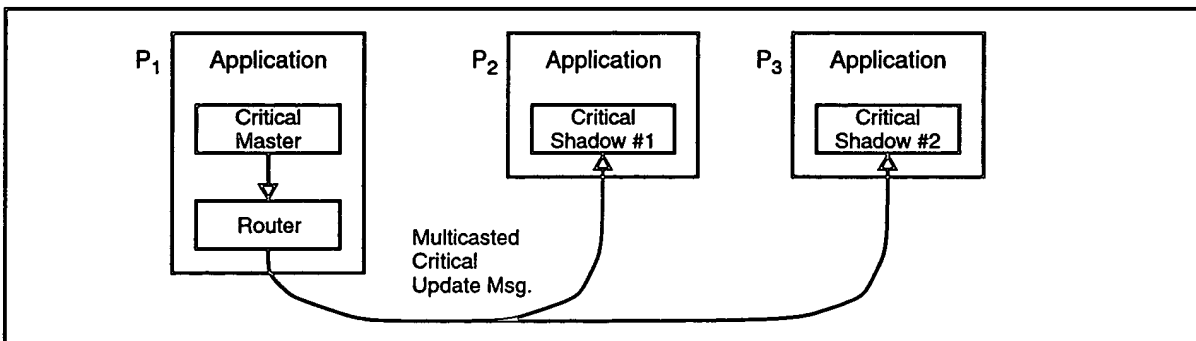 P1
Application
Critical
Master
Router
P2
Application
Critical
Shadow #1
P3
Application
Critical
Shadow #2
Multicasted
Critical
Update Msg.